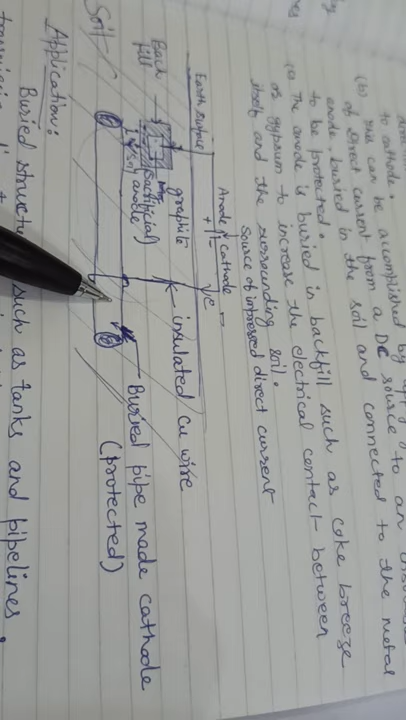 to cathode.
(b) This can be accomplished by
of direct current from a DC source to an
anode, buried in the soil and connected to the metal
to be protected.
(c) The anode is buried in backfill such as coke breeze
or gypsum to increase the electrical contact between
itself and the surrounding soil.
Source of impressed direct current
Anode cathode
+ -
Earth surface
ve
insulated cu wire
graphite
(Sacrificial
anode)
Back
fill
Buried pipe made cathode
(protected)
Soil
Application:
Buried such as tanks and pipelines.